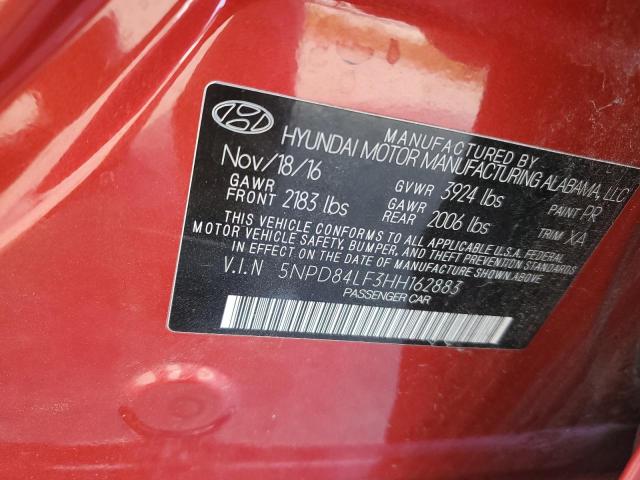 MANUFACTURED BY
HYUNDAI MOTOR MANUFACTURING ALABAMA, LLC
Nov/18/16
GVWR 3924 lbs
PAINT PR
GAWR FRONT 2183 lbs
GAWR REAR 2006 lbs
TRIM XA
THIS VEHICLE CONFORMS TO ALL APPLICABLE U.S.A. FEDERAL
MOTOR VEHICLE SAFETY, BUMPER, AND THEFT PREVENTION STANDARDS
IN EFFECT ON THE DATE OF MANUFACTURE SHOWN ABOVE.
V.I.N 5NPD84LF3HH162883
PASSENGER CAR